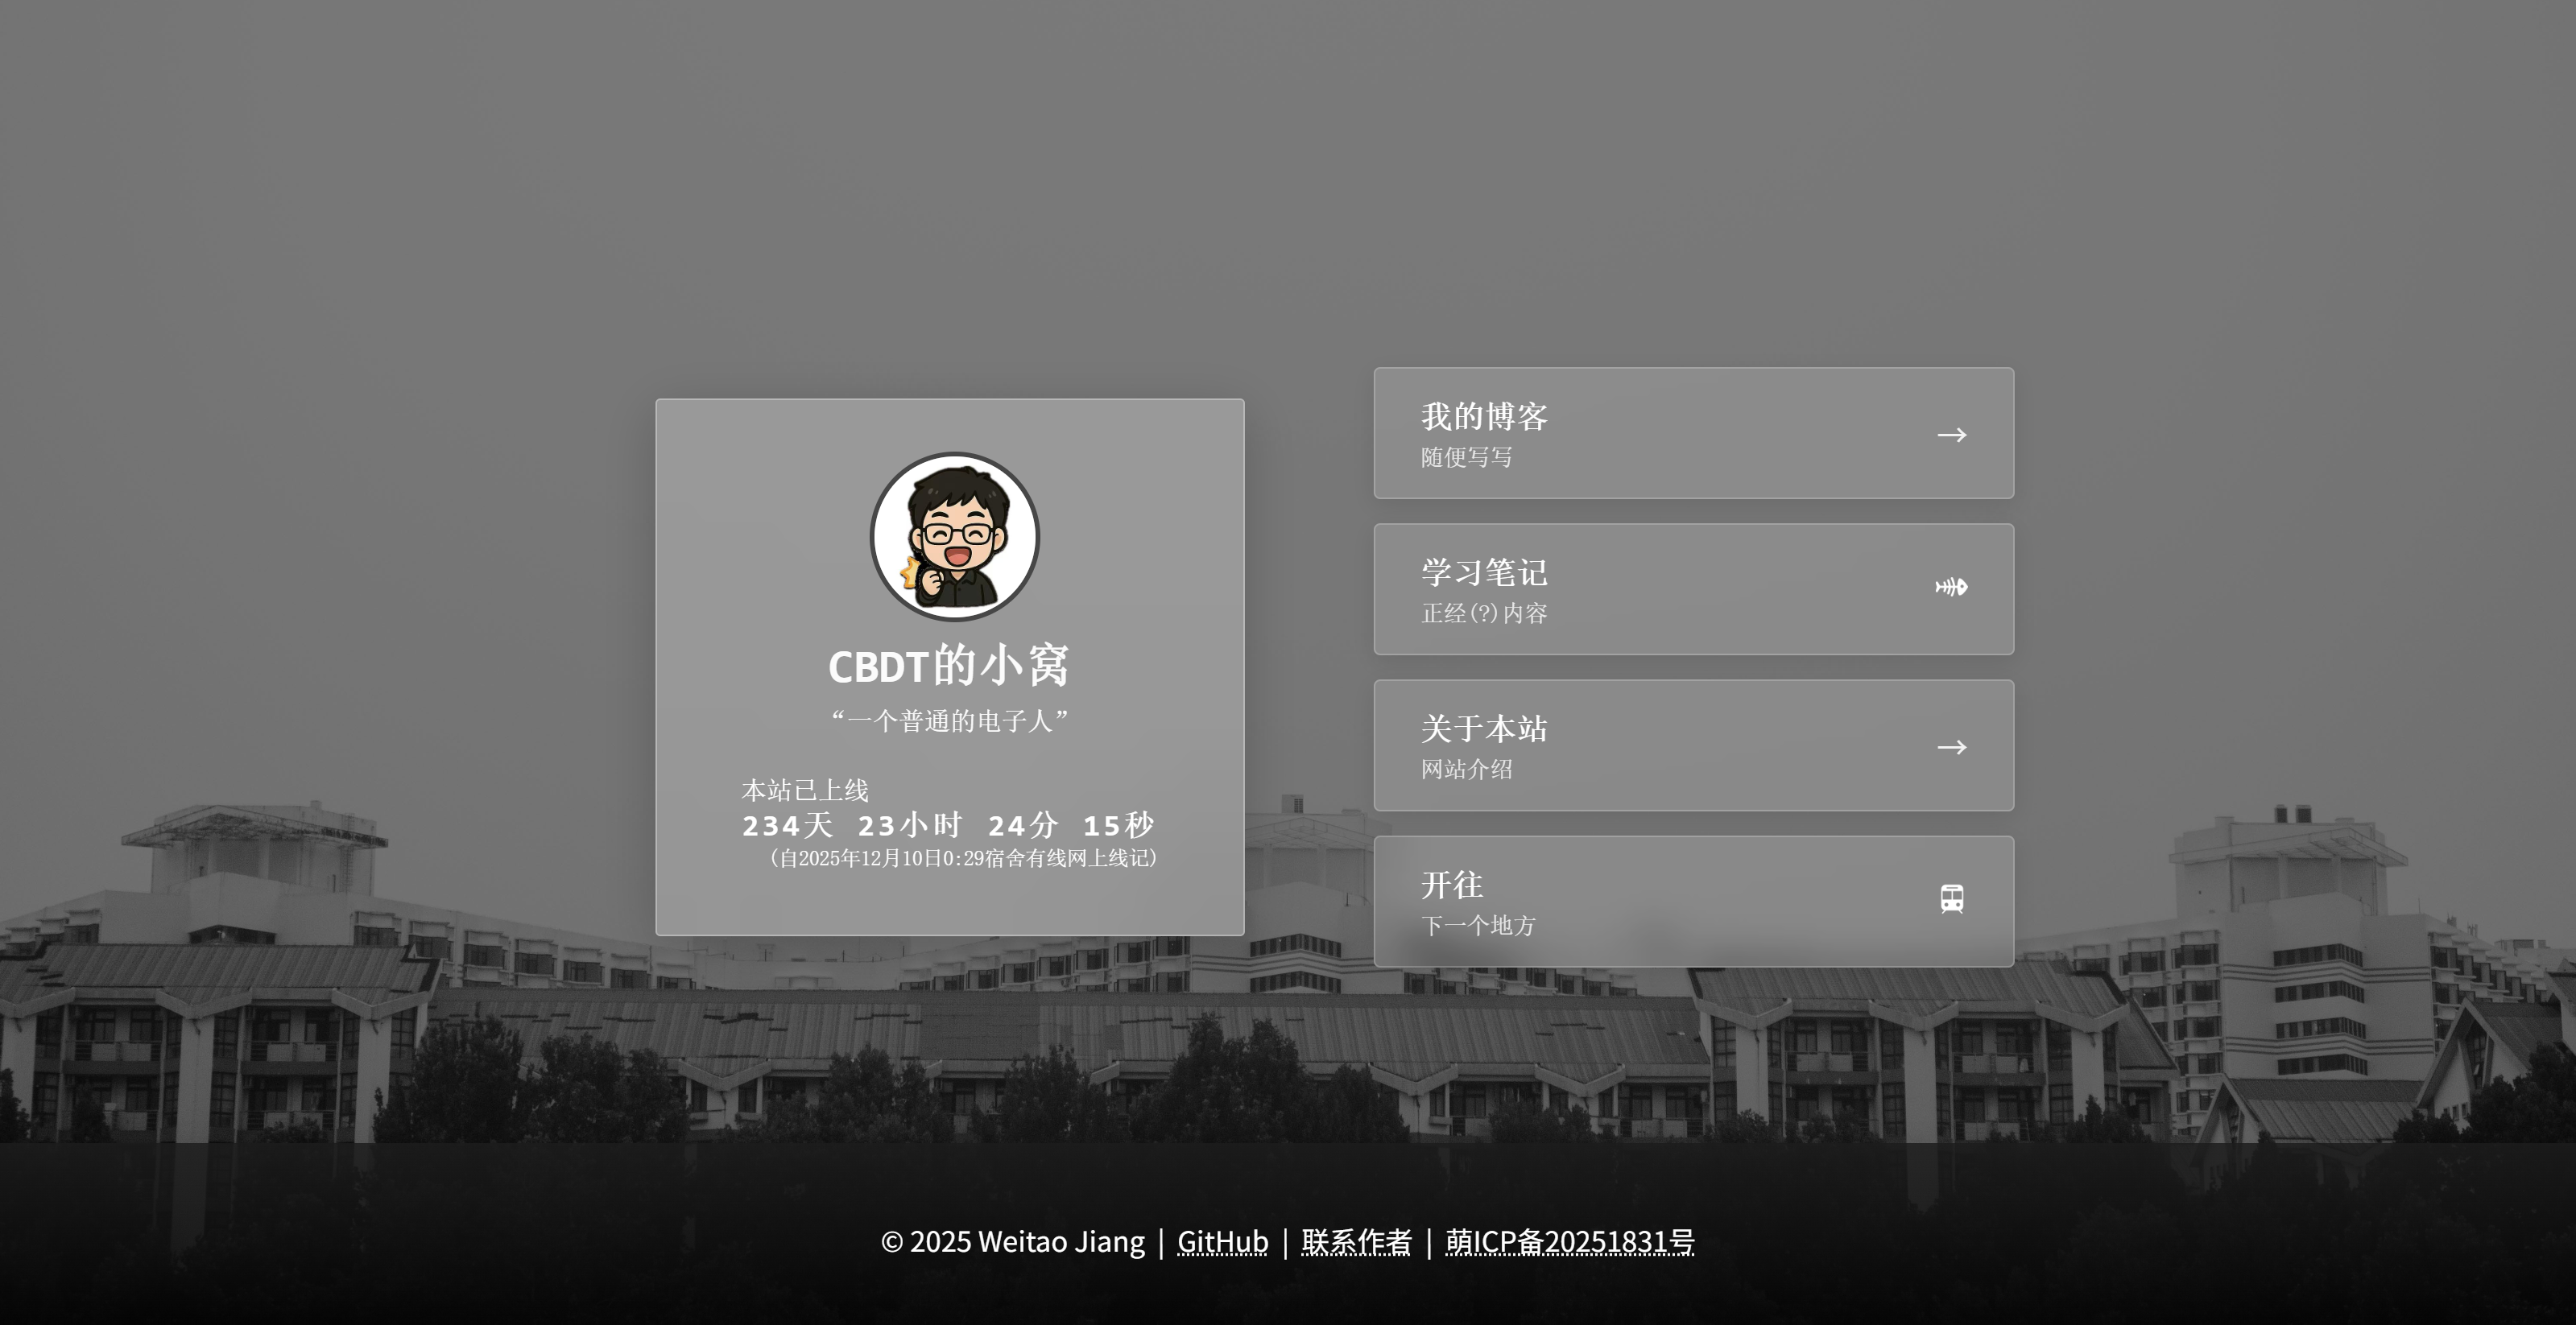 CBDT的小窝
“一个普通的电子人”
本站已上线
234天 23小时 24分 15秒
（自2025年12月10日0:29宿舍有线网上线记）
我的博客
随便写写
→
学习笔记
正经(?)内容
关于本站
网站介绍
→
开往
下一个地方
© 2025 Weitao Jiang | GitHub | 联系作者 | 萌ICP备20251831号